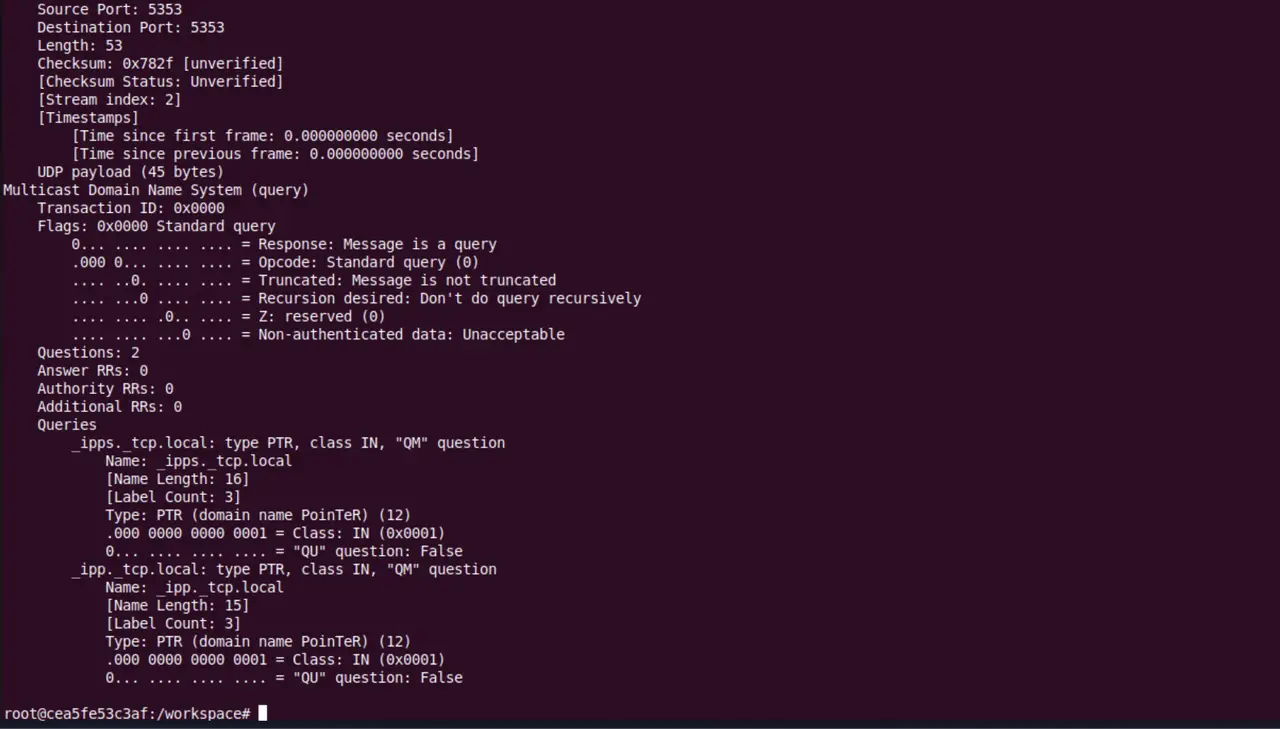 Source Port: 5353
Destination Port: 5353
Length: 53
Checksum: 0x782f [unverified]
[Checksum Status: Unverified]
[Stream index: 2]
[Timestamps]
[Time since first frame: 0.000000000 seconds]
[Time since previous frame: 0.000000000 seconds]
UDP payload (45 bytes)
Multicast Domain Name System (query)
Transaction ID: 0x0000
Flags: 0x0000 Standard query
0... .... .... .... = Response: Message is a query
.000 0... .... .... = Opcode: Standard query (0)
.... ..0. .... .... = Truncated: Message is not truncated
.... ...0 .... .... = Recursion desired: Don't do query recursively
.... .... .0.. .... = Z: reserved (0)
.... .... ...0 .... = Non-authenticated data: Unacceptable
Questions: 2
Answer RRs: 0
Authority RRs: 0
Additional RRs: 0
Queries
_ipps._tcp.local: type PTR, class IN, "QM" question
Name: _ipps._tcp.local
[Name Length: 16]
[Label Count: 3]
Type: PTR (domain name PoinTeR) (12)
.000 0000 0000 0001 = Class: IN (0x0001)
0... .... .... .... = "QU" question: False
_ipp._tcp.local: type PTR, class IN, "QM" question
Name: _ipp._tcp.local
[Name Length: 15]
[Label Count: 3]
Type: PTR (domain name PoinTeR) (12)
.000 0000 0000 0001 = Class: IN (0x0001)
0... .... .... .... = "QU" question: False
root@cea5fe53c3af:/workspace#